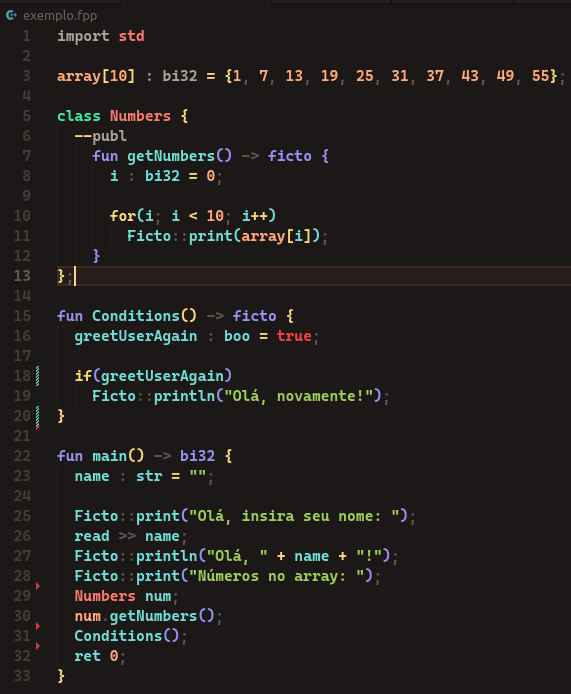 exemplo.fpp
1 import std
2
3 array[10] : bi32 = {1, 7, 13, 19, 25, 31, 37, 43, 49, 55};
4
5 class Numbers {
6   --publ
7     fun getNumbers() -> ficto {
8       i : bi32 = 0;
9
10       for(i; i < 10; i++)
11         Ficto::print(array[i]);
12     }
13 };
14
15 fun Conditions() -> ficto {
16   greetUserAgain : boo = true;
17
18   if(greetUserAgain)
19     Ficto::println("Olá, novamente!");
20 }
21
22 fun main() -> bi32 {
23   name : str = "";
24
25   Ficto::print("Olá, insira seu nome: ");
26   read >> name;
27   Ficto::println("Olá, " + name + "!");
28   Ficto::print("Números no array: ");
29   Numbers num;
30   num.getNumbers();
31   Conditions();
32   ret 0;
33 }